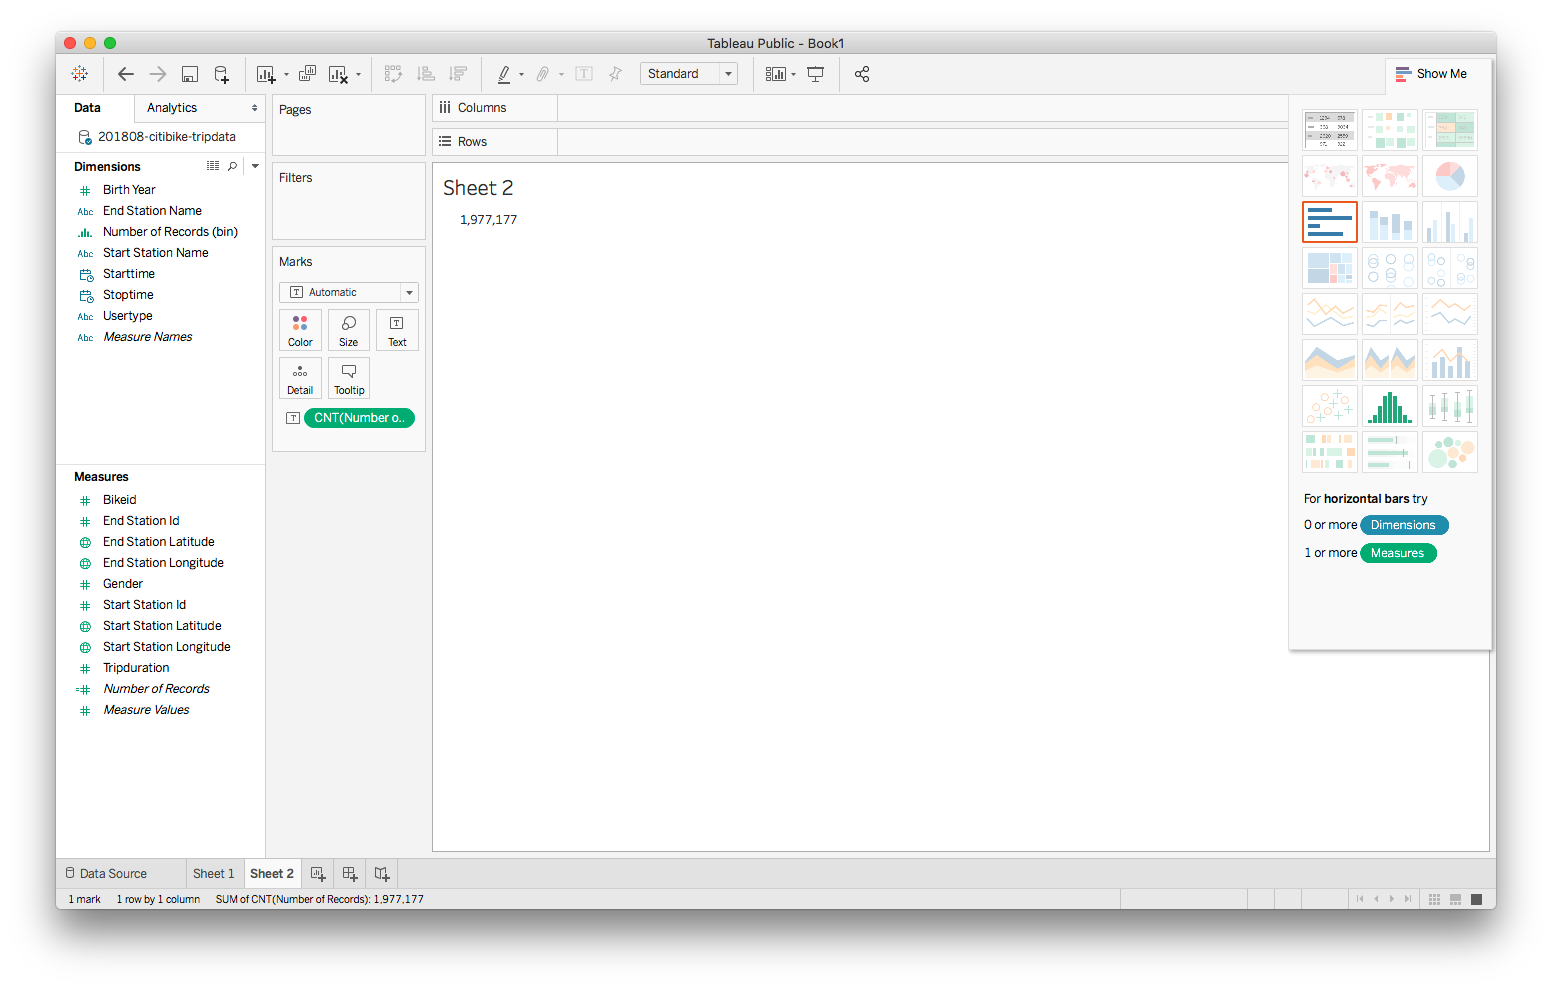 Tableau Public - Book1
Standard
Show Me
Data
Analytics
201808-citibike-tripdata
Dimensions
Birth Year
Abc End Station Name
Number of Records (bin)
Abc Start Station Name
Starttime
Stoptime
Abc Usertype
Abc Measure Names
Measures
Bikeid
End Station Id
End Station Latitude
End Station Longitude
Gender
Start Station Id
Start Station Latitude
Start Station Longitude
Tripduration
Number of Records
Measure Values
Pages
Filters
Marks
Automatic
Color
Size
Text
Detail
Tooltip
CNT(Number o..
Columns
Rows
Sheet 2
1,977,177
For horizontal bars try
0 or more Dimensions
1 or more Measures
Data Source
Sheet 1
Sheet 2
1 mark
1 row by 1 column
SUM of CNT(Number of Records): 1,977,177